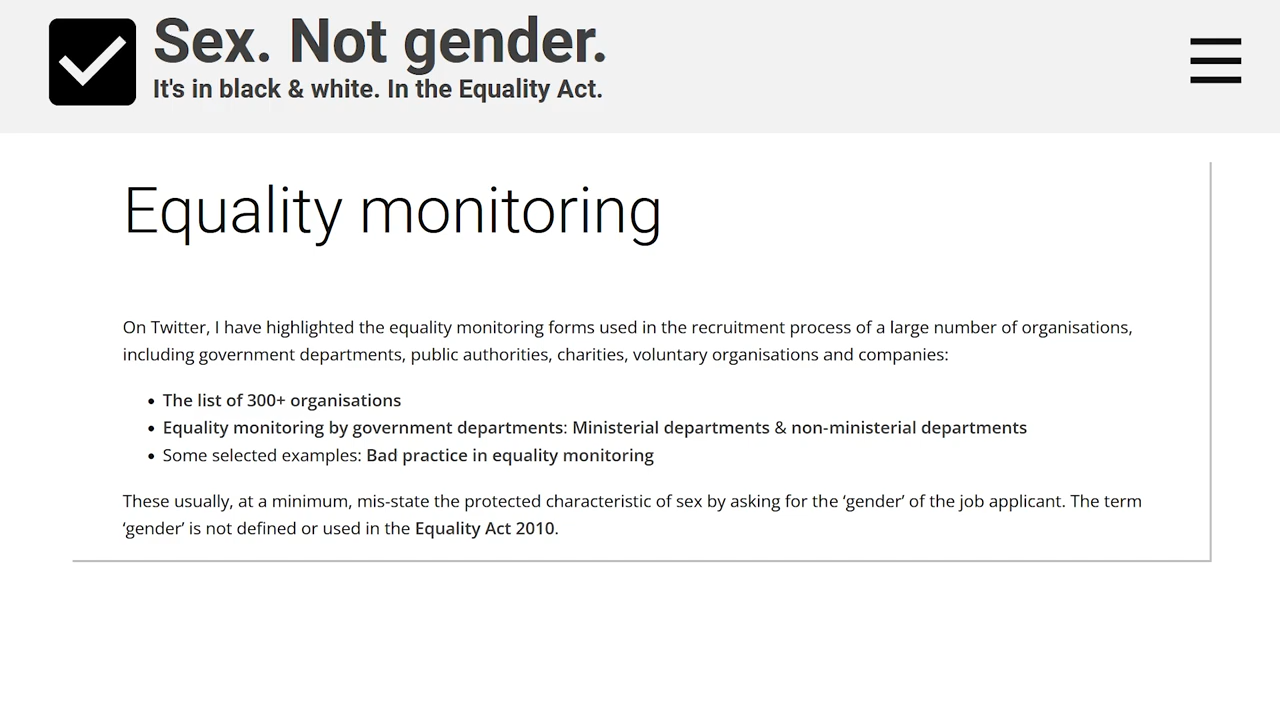 Sex. Not gender.
It's in black & white. In the Equality Act.
Equality monitoring
On Twitter, I have highlighted the equality monitoring forms used in the recruitment process of a large number of organisations,
including government departments, public authorities, charities, voluntary organisations and companies:
• The list of 300+ organisations
• Equality monitoring by government departments: Ministerial departments & non-ministerial departments
• Some selected examples: Bad practice in equality monitoring
These usually, at a minimum, mis-state the protected characteristic of sex by asking for the ‘gender’ of the job applicant. The term
‘gender’ is not defined or used in the Equality Act 2010.